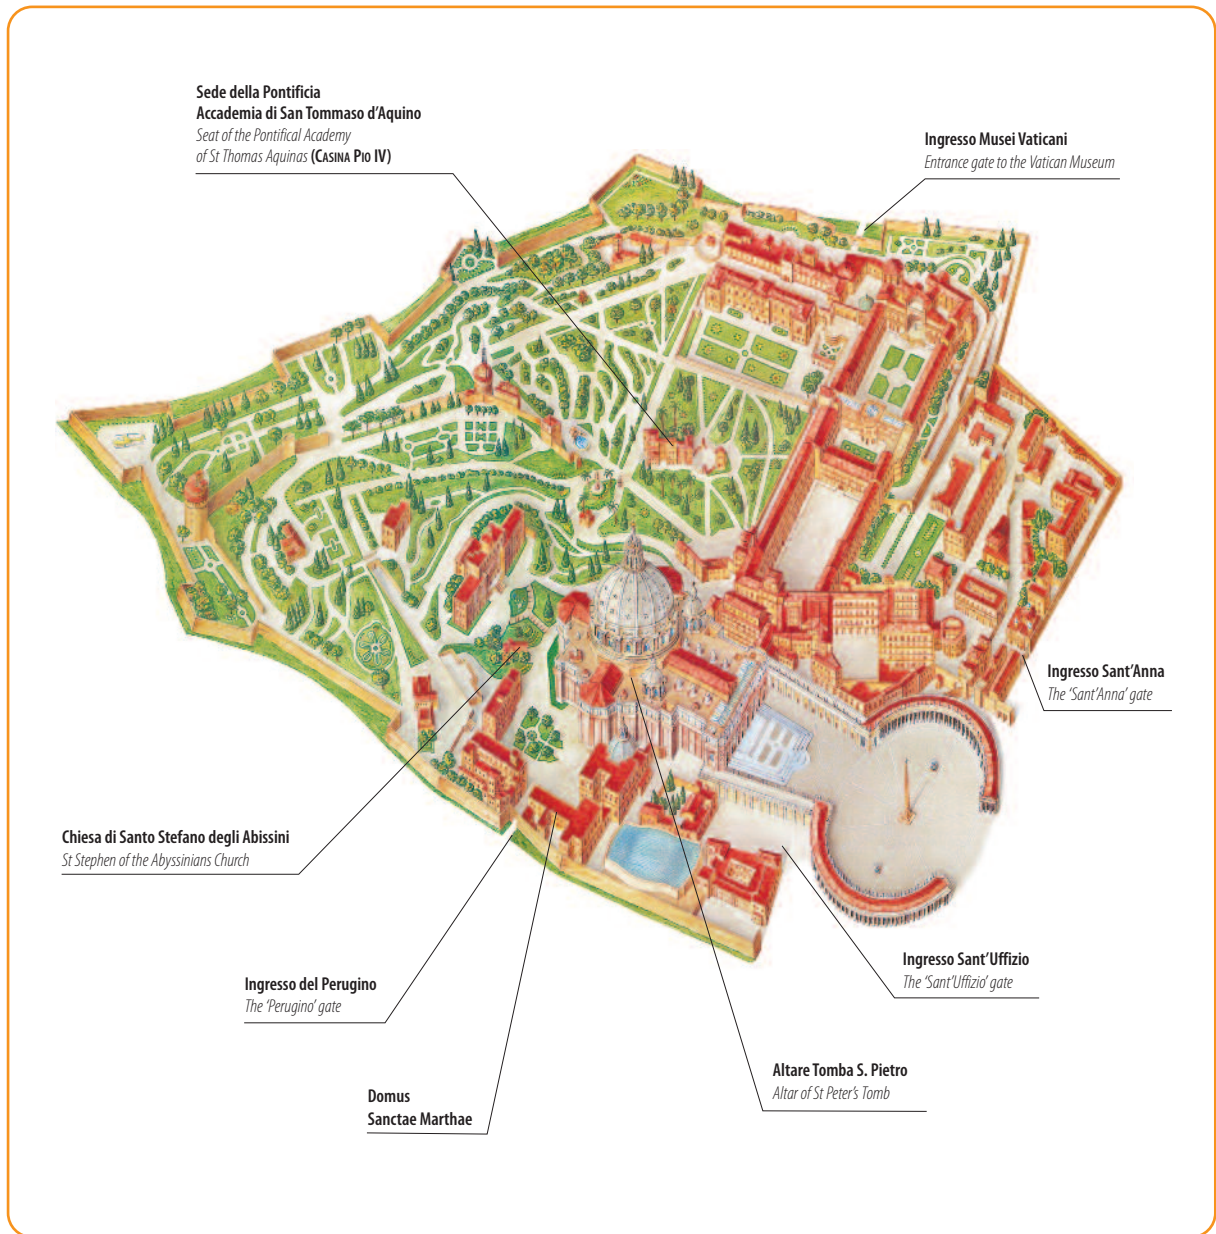 Sede della Pontificia
Accademia di San Tommaso d'Aquino
Seat of the Pontifical Academy
of St Thomas Aquinas (CASINA PIO IV)
Ingresso Musei Vaticani
Entrance gate to the Vatican Museum
Ingresso Sant'Anna
The 'Sant'Anna' gate
Chiesa di Santo Stefano degli Abissini
St Stephen of the Abyssinians Church
Ingresso Sant'Uffizio
The 'Sant'Uffizio' gate
Ingresso del Perugino
The 'Perugino' gate
Altare Tomba S. Pietro
Altar of St Peter's Tomb
Domus
Sanctae Marthae